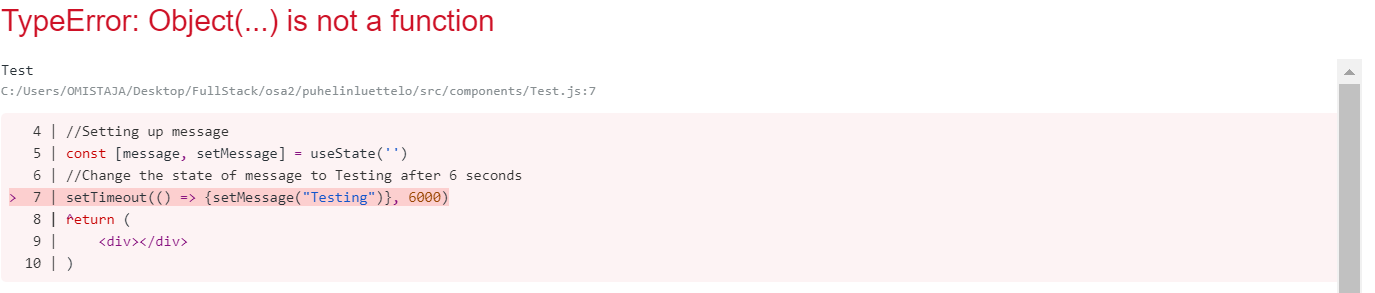 TypeError: Object(...) is not a function
Test
C:/Users/OMISTAJA/Desktop/FullStack/osa2/puhelinluettelo/src/components/Test.js:7
4 | //Setting up message
5 | const [message, setMessage] = useState('')
6 | //Change the state of message to Testing after 6 seconds
> 7 | setTimeout(() => {setMessage("Testing")}, 6000)
8 | return (
9 |     <div></div>
10 | )